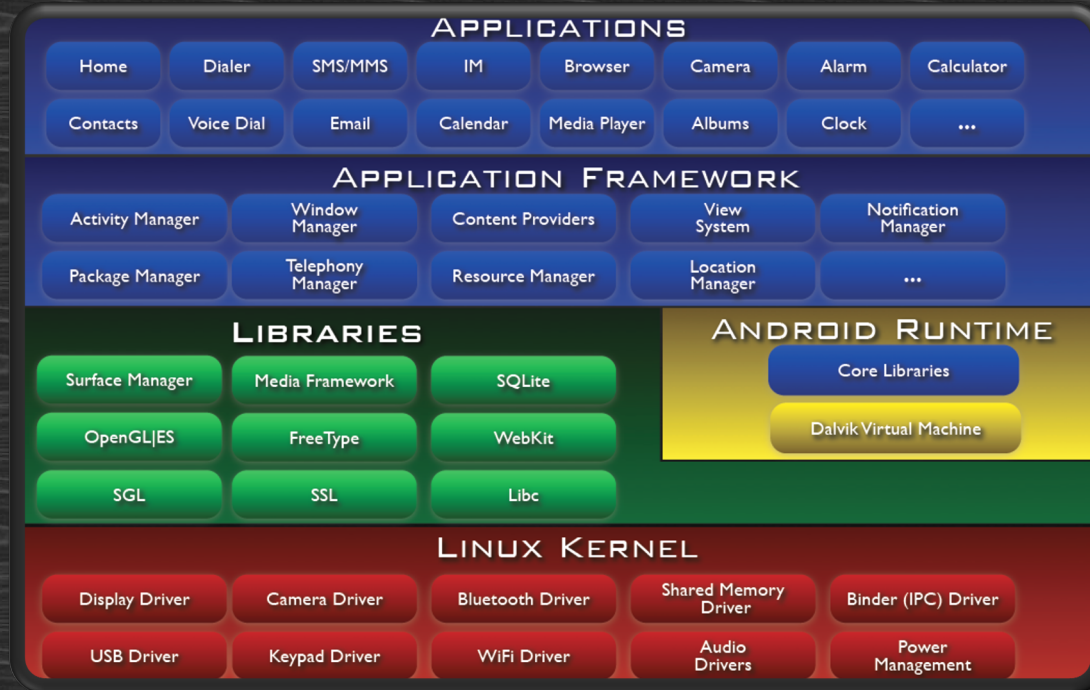 APPLICATIONS
Home
Dialer
SMS/MMS
IM
Browser
Camera
Alarm
Calculator
Contacts
Voice Dial
Email
Calendar
Media Player
Albums
Clock
...
APPLICATION FRAMEWORK
Activity Manager
Window
Manager
Content Providers
View
System
Notification
Manager
Package Manager
Telephony
Manager
Resource Manager
Location
Manager
...
LIBRARIES
Surface Manager
Media Framework
SQLite
OpenGL|ES
FreeType
WebKit
SGL
SSL
Libc
ANDROID RUNTIME
Core Libraries
Dalvik Virtual Machine
LINUX KERNEL
Display Driver
Camera Driver
Bluetooth Driver
Shared Memory
Driver
Binder (IPC) Driver
USB Driver
Keypad Driver
WiFi Driver
Audio
Drivers
Power
Management